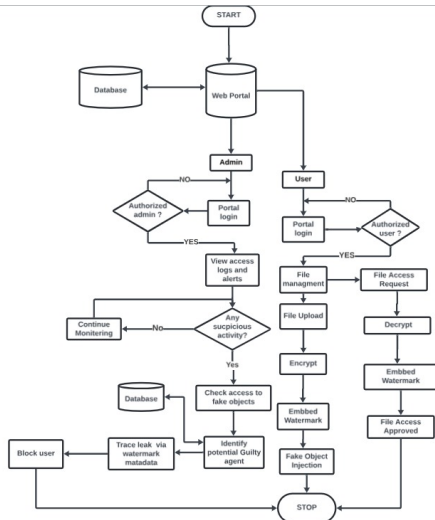 START
Database
Web Portal
Admin
User
NO
NO
Authorized
admin ?
Portal
login
Portal
login
Authorized
user ?
YES
YES
View access
logs and
alerts
File
managment
File Access
Request
File Upload
Decrypt
Continue
Monitering
No
Any
sucpicious
activity?
Encrypt
Yes
Embbed
Watermark
Check access to
fake objects
Database
Embbed
Watermark
File Access
Approved
Block user
Trace leak via
watermark
matadata
Identify
potential Guilty
agent
Fake Object
Injection
STOP